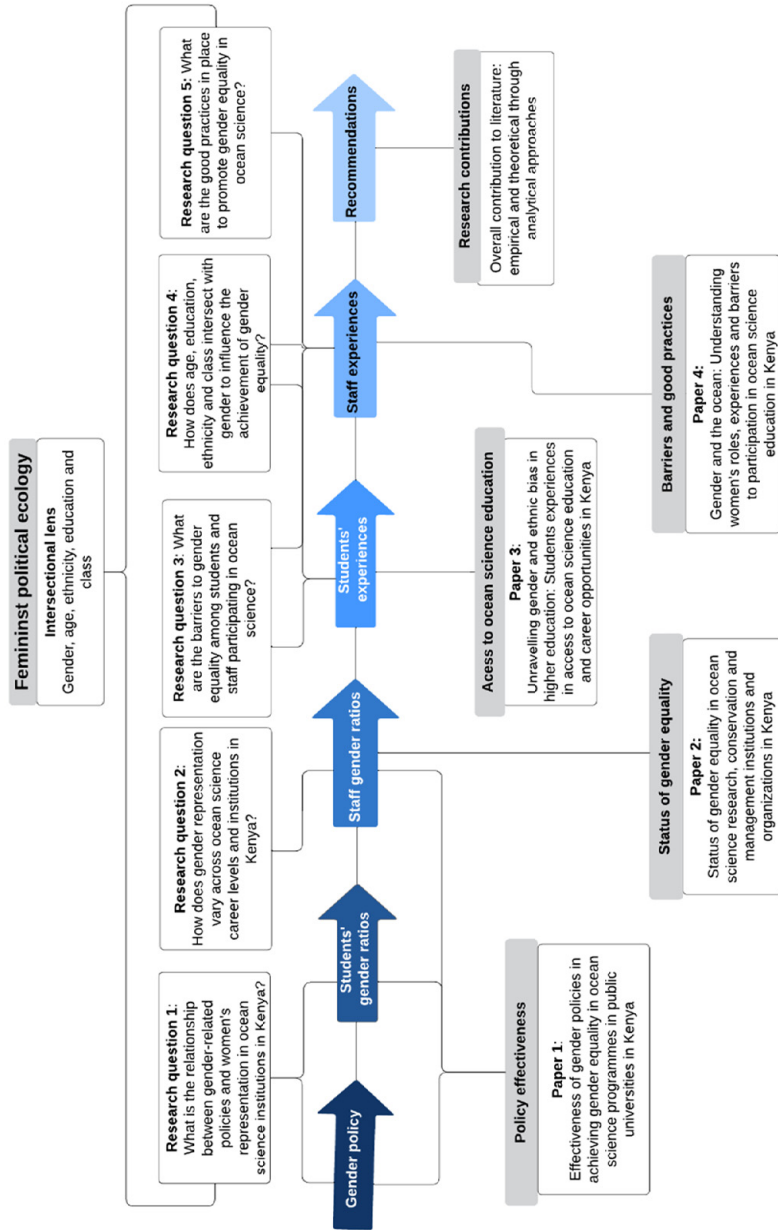 Femininst political ecology
Intersectional lens
Gender, age, ethnicity, education and
class
Research question 1:
What is the relationship
between gender-related
policies and women's
representation in ocean
science institutions in Kenya?
Research question 2:
How does gender representation
vary across ocean science
career levels and institutions in
Kenya?
Research question 3: What
are the barriers to gender
equality among students and
staff participating in ocean
science?
Research question 4:
How does age, education,
ethnicity and class intersect with
gender to influence the
achievement of gender
equality?
Research question 5: What
are the good practices in place
to promote gender equality in
ocean science?
Gender policy
Students'
gender ratios
Staff gender ratios
Students'
experiences
Staff experiences
Recommendations
Policy effectiveness
Paper 1:
Effectiveness of gender policies in
achieving gender equality in ocean
science programmes in public
universities in Kenya
Status of gender equality
Paper 2:
Status of gender equality in ocean
science research, conservation and
management institutions and
organizations in Kenya
Acess to ocean science education
Paper 3:
Unravelling gender and ethnic bias in
higher education: Students experiences
in access to ocean science education
and career opportunities in Kenya
Barriers and good practices
Paper 4:
Gender and the ocean: Understanding
women's roles, experiences and barriers
to participation in ocean science
education in Kenya
Research contributions
Overall contribution to literature:
empirical and theoretical through
analytical approaches